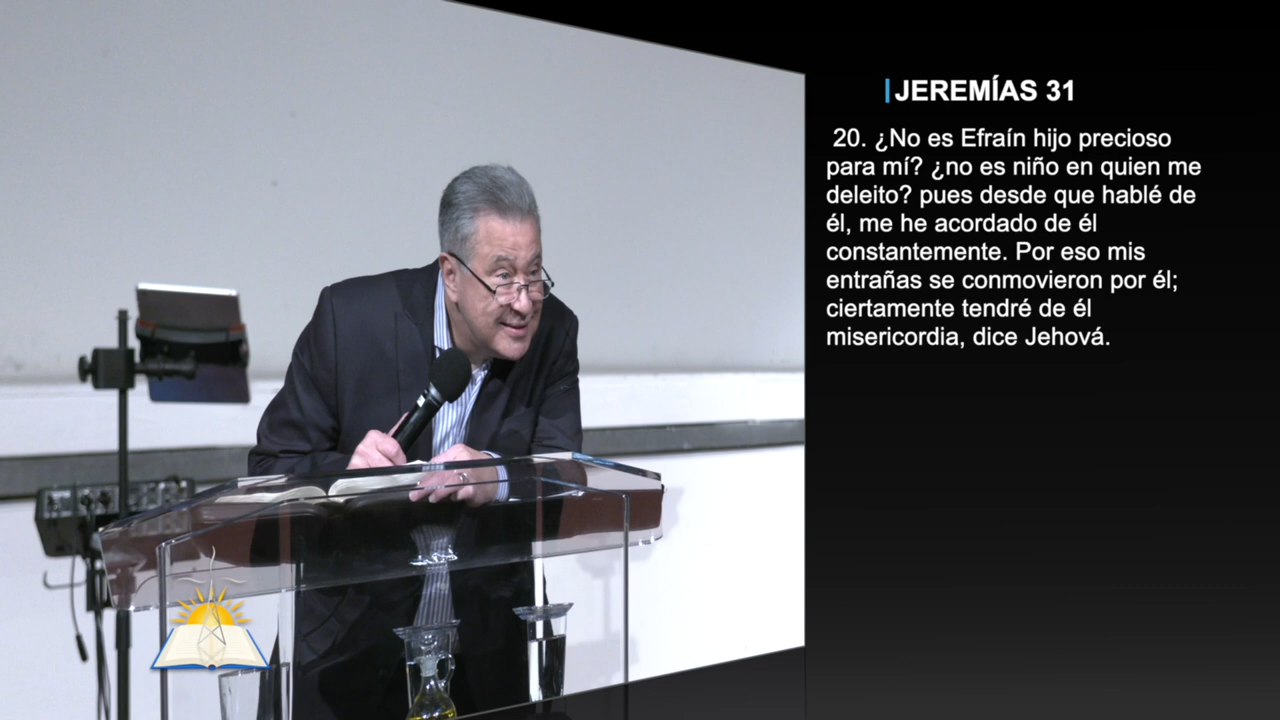 JEREMÍAS 31
20. ¿No es Efraín hijo precioso
para mí? ¿no es niño en quien me
deleito? pues desde que hablé de
él, me he acordado de él
constantemente. Por eso mis
entrañas se conmovieron por él;
ciertamente tendré de él
misericordia, dice Jehová.